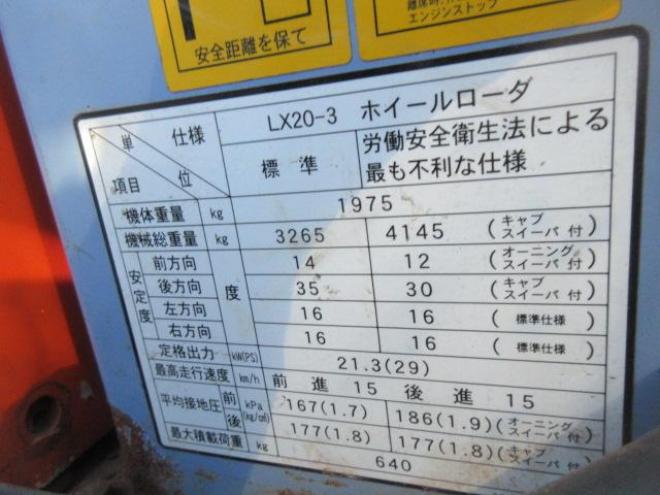 安全距離を保て
エンジンストップ
LX20-3 ホイールローダ
単 仕様
項目 位
標準
労働安全衛生法による
最も不利な仕様
機体重量 kg 1975
機械総重量 kg 3265 4145 (キャブ スイーパ 付)
安定度 前方向 度 14 12 (オーニング スイーパ 付)
後方向 35 30 (キャブ スイーパ 付)
左方向 16 16 (標準仕様)
右方向 16 16 (標準仕様)
定格出力 kW(PS) 21.3(29)
最高走行速度 km/h 前進 15 後進 15
平均接地圧 前 kPa (kg/cm²) 167(1.7) 186(1.9) (オーニング スイーパ 付)
後 177(1.8) 177(1.8) (キャブ スイーパ 付)
最大積載荷重 kg 640